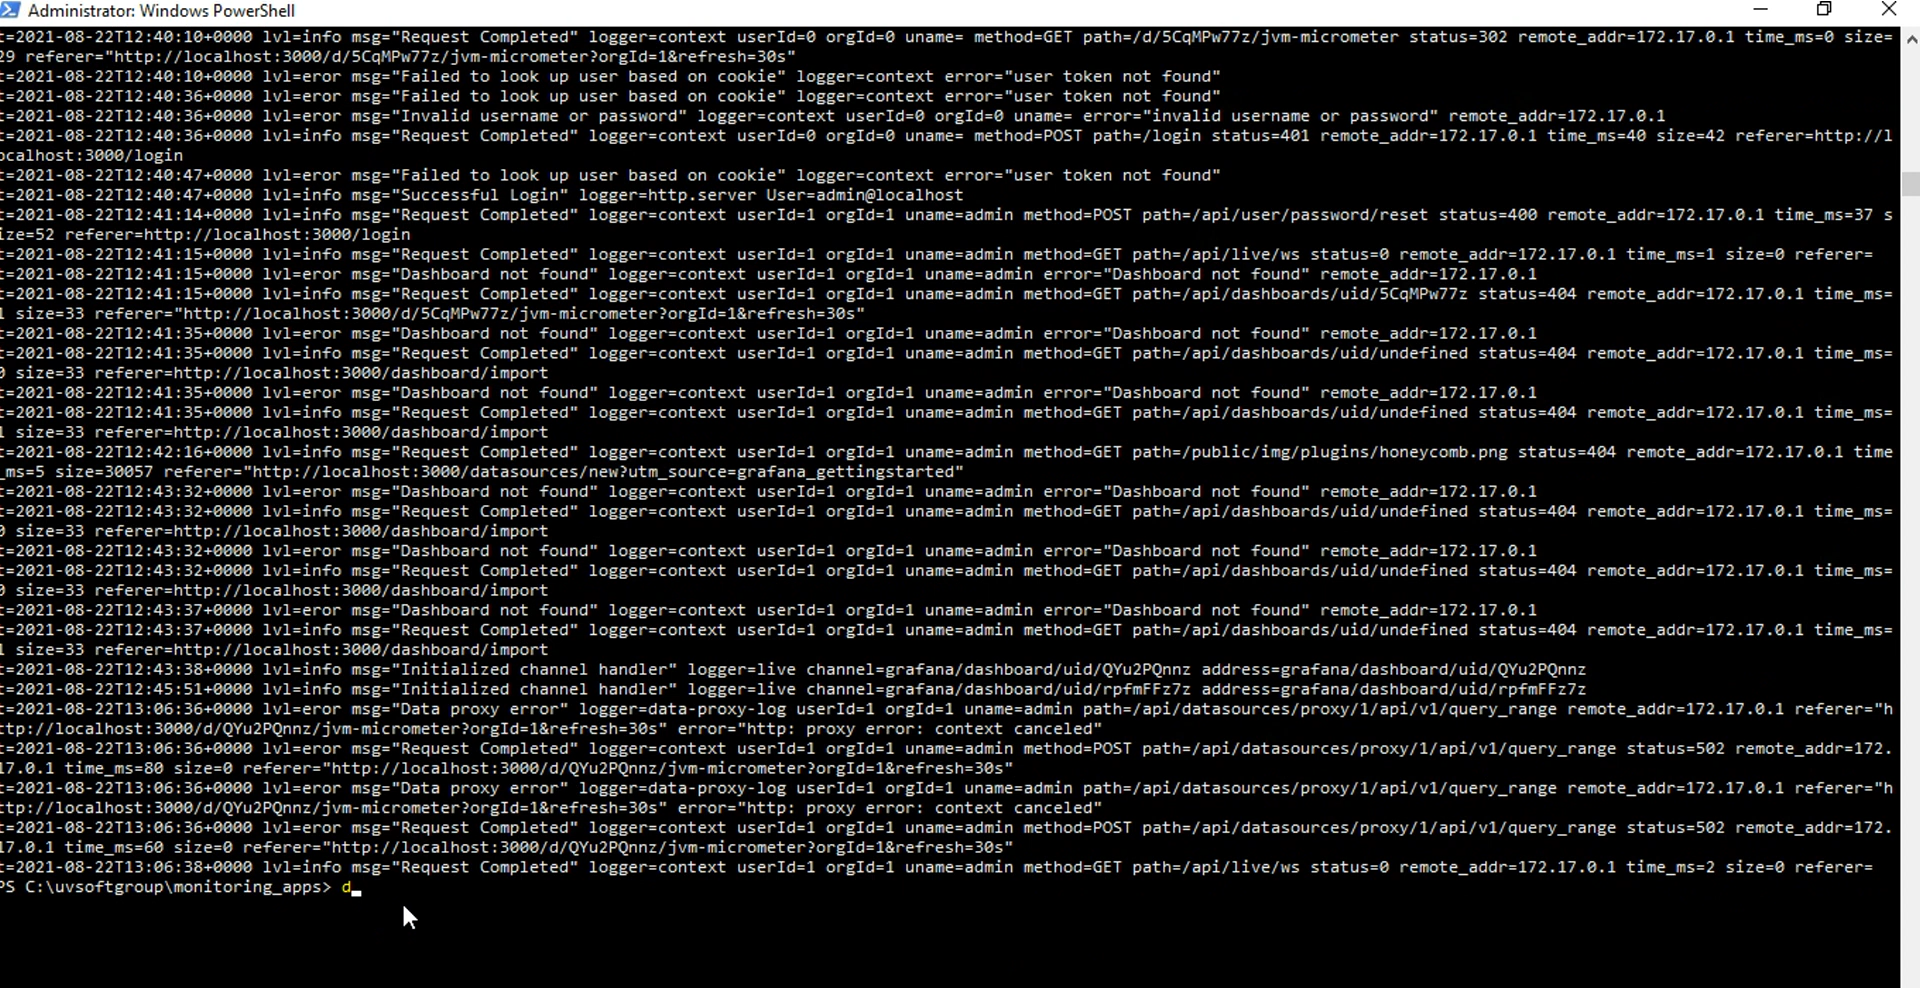 Administrator: Windows PowerShell
t=2021-08-22T12:40:10+0000 lvl=info msg="Request Completed" logger=context userId=0 orgId=0 uname= method=GET path=/d/5CqMPw77z/jvm-micrometer status=302 remote_addr=172.17.0.1 time_ms=0 size=
29 referer="http://localhost:3000/d/5CqMPw77z/jvm-micrometer?orgId=1&refresh=30s"
t=2021-08-22T12:40:10+0000 lvl=eror msg="Failed to look up user based on cookie" logger=context error="user token not found"
t=2021-08-22T12:40:36+0000 lvl=eror msg="Failed to look up user based on cookie" logger=context error="user token not found"
t=2021-08-22T12:40:36+0000 lvl=eror msg="Invalid username or password" logger=context userId=0 orgId=0 uname= error="invalid username or password" remote_addr=172.17.0.1
t=2021-08-22T12:40:36+0000 lvl=info msg="Request Completed" logger=context userId=0 orgId=0 uname= method=POST path=/login status=401 remote_addr=172.17.0.1 time_ms=40 size=42 referer=http://l
ocalhost:3000/login
t=2021-08-22T12:40:47+0000 lvl=eror msg="Failed to look up user based on cookie" logger=context error="user token not found"
t=2021-08-22T12:40:47+0000 lvl=info msg="Successful Login" logger=http.server User=admin@localhost
t=2021-08-22T12:41:14+0000 lvl=info msg="Request Completed" logger=context userId=1 orgId=1 uname=admin method=POST path=/api/user/password/reset status=400 remote_addr=172.17.0.1 time_ms=37 s
ize=52 referer=http://localhost:3000/login
t=2021-08-22T12:41:15+0000 lvl=info msg="Request Completed" logger=context userId=1 orgId=1 uname=admin method=GET path=/api/live/ws status=0 remote_addr=172.17.0.1 time_ms=1 size=0 referer=
t=2021-08-22T12:41:15+0000 lvl=eror msg="Dashboard not found" logger=context userId=1 orgId=1 uname=admin error="Dashboard not found" remote_addr=172.17.0.1
t=2021-08-22T12:41:15+0000 lvl=info msg="Request Completed" logger=context userId=1 orgId=1 uname=admin method=GET path=/api/dashboards/uid/5CqMPw77z status=404 remote_addr=172.17.0.1 time_ms=
1 size=33 referer="http://localhost:3000/d/5CqMPw77z/jvm-micrometer?orgId=1&refresh=30s"
t=2021-08-22T12:41:35+0000 lvl=eror msg="Dashboard not found" logger=context userId=1 orgId=1 uname=admin error="Dashboard not found" remote_addr=172.17.0.1
t=2021-08-22T12:41:35+0000 lvl=info msg="Request Completed" logger=context userId=1 orgId=1 uname=admin method=GET path=/api/dashboards/uid/undefined status=404 remote_addr=172.17.0.1 time_ms=
0 size=33 referer=http://localhost:3000/dashboard/import
t=2021-08-22T12:41:35+0000 lvl=eror msg="Dashboard not found" logger=context userId=1 orgId=1 uname=admin error="Dashboard not found" remote_addr=172.17.0.1
t=2021-08-22T12:41:35+0000 lvl=info msg="Request Completed" logger=context userId=1 orgId=1 uname=admin method=GET path=/api/dashboards/uid/undefined status=404 remote_addr=172.17.0.1 time_ms=
1 size=33 referer=http://localhost:3000/dashboard/import
t=2021-08-22T12:42:16+0000 lvl=info msg="Request Completed" logger=context userId=1 orgId=1 uname=admin method=GET path=/public/img/plugins/honeycomb.png status=404 remote_addr=172.17.0.1 time
_ms=5 size=30057 referer="http://localhost:3000/datasources/new?utm_source=grafana_gettingstarted"
t=2021-08-22T12:43:32+0000 lvl=eror msg="Dashboard not found" logger=context userId=1 orgId=1 uname=admin error="Dashboard not found" remote_addr=172.17.0.1
t=2021-08-22T12:43:32+0000 lvl=info msg="Request Completed" logger=context userId=1 orgId=1 uname=admin method=GET path=/api/dashboards/uid/undefined status=404 remote_addr=172.17.0.1 time_ms=
0 size=33 referer=http://localhost:3000/dashboard/import
t=2021-08-22T12:43:32+0000 lvl=eror msg="Dashboard not found" logger=context userId=1 orgId=1 uname=admin error="Dashboard not found" remote_addr=172.17.0.1
t=2021-08-22T12:43:32+0000 lvl=info msg="Request Completed" logger=context userId=1 orgId=1 uname=admin method=GET path=/api/dashboards/uid/undefined status=404 remote_addr=172.17.0.1 time_ms=
0 size=33 referer=http://localhost:3000/dashboard/import
t=2021-08-22T12:43:37+0000 lvl=eror msg="Dashboard not found" logger=context userId=1 orgId=1 uname=admin error="Dashboard not found" remote_addr=172.17.0.1
t=2021-08-22T12:43:37+0000 lvl=info msg="Request Completed" logger=context userId=1 orgId=1 uname=admin method=GET path=/api/dashboards/uid/undefined status=404 remote_addr=172.17.0.1 time_ms=
1 size=33 referer=http://localhost:3000/dashboard/import
t=2021-08-22T12:43:38+0000 lvl=info msg="Initialized channel handler" logger=live channel=grafana/dashboard/uid/QYu2PQnnz address=grafana/dashboard/uid/QYu2PQnnz
t=2021-08-22T12:45:51+0000 lvl=info msg="Initialized channel handler" logger=live channel=grafana/dashboard/uid/rpfmFFz7z address=grafana/dashboard/uid/rpfmFFz7z
t=2021-08-22T13:06:36+0000 lvl=eror msg="Data proxy error" logger=data-proxy-log userId=1 orgId=1 uname=admin path=/api/datasources/proxy/1/api/v1/query_range remote_addr=172.17.0.1 referer="h
ttp://localhost:3000/d/QYu2PQnnz/jvm-micrometer?orgId=1&refresh=30s" error="http: proxy error: context canceled"
t=2021-08-22T13:06:36+0000 lvl=eror msg="Request Completed" logger=context userId=1 orgId=1 uname=admin method=POST path=/api/datasources/proxy/1/api/v1/query_range status=502 remote_addr=172.
17.0.1 time_ms=80 size=0 referer="http://localhost:3000/d/QYu2PQnnz/jvm-micrometer?orgId=1&refresh=30s"
t=2021-08-22T13:06:36+0000 lvl=eror msg="Data proxy error" logger=data-proxy-log userId=1 orgId=1 uname=admin path=/api/datasources/proxy/1/api/v1/query_range remote_addr=172.17.0.1 referer="h
ttp://localhost:3000/d/QYu2PQnnz/jvm-micrometer?orgId=1&refresh=30s" error="http: proxy error: context canceled"
t=2021-08-22T13:06:36+0000 lvl=eror msg="Request Completed" logger=context userId=1 orgId=1 uname=admin method=POST path=/api/datasources/proxy/1/api/v1/query_range status=502 remote_addr=172.
17.0.1 time_ms=60 size=0 referer="http://localhost:3000/d/QYu2PQnnz/jvm-micrometer?orgId=1&refresh=30s"
t=2021-08-22T13:06:38+0000 lvl=info msg="Request Completed" logger=context userId=1 orgId=1 uname=admin method=GET path=/api/live/ws status=0 remote_addr=172.17.0.1 time_ms=2 size=0 referer=
PS C:\uvsoftgroup\monitoring_apps> d